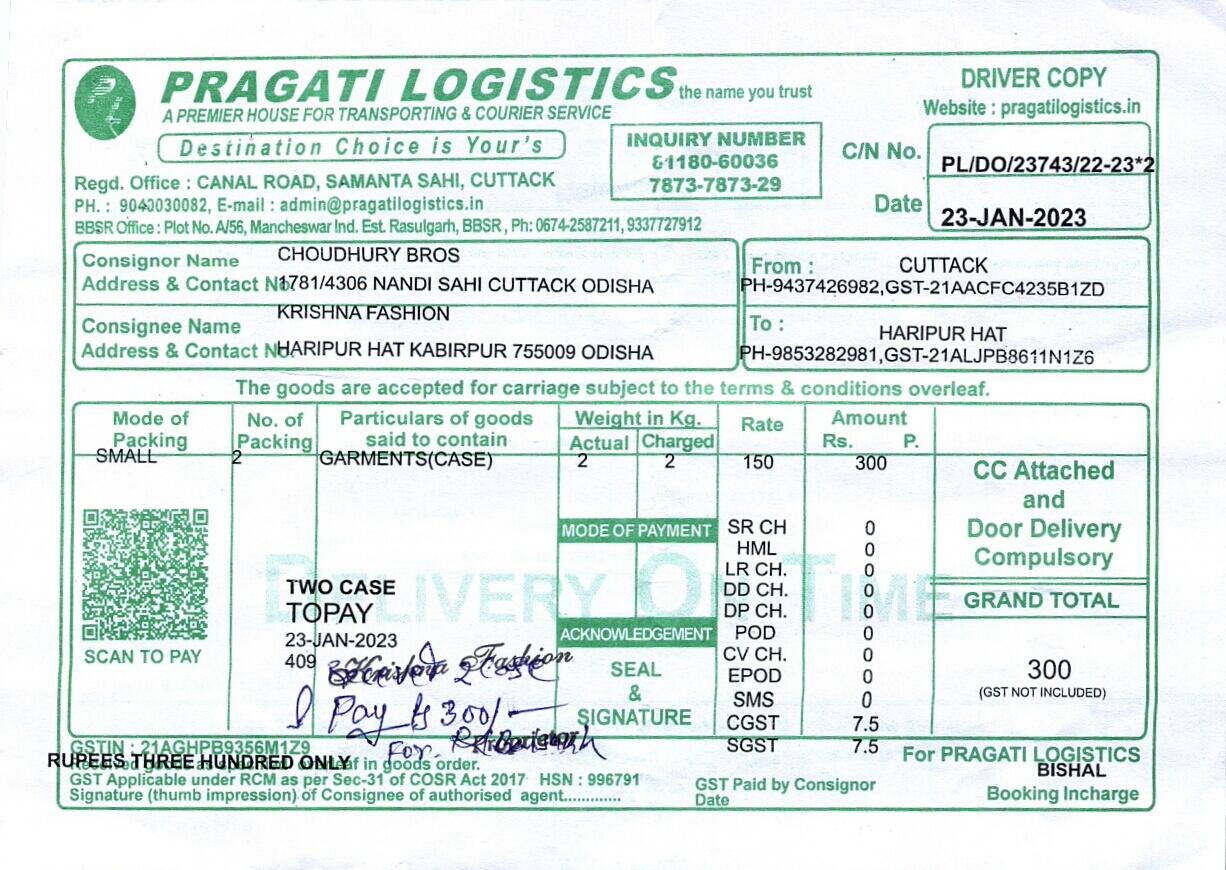 PRAGATI LOGISTICS the name you trust
A PREMIER HOUSE FOR TRANSPORTING & COURIER SERVICE
Destination Choice is Your's
DRIVER COPY
Website : pragatilogistics.in
INQUIRY NUMBER
61180-60036
7873-7873-29
C/N No. PL/DO/23743/22-23*2
Date 23-JAN-2023
Regd. Office : CANAL ROAD, SAMANTA SAHI, CUTTACK
PH. : 9040030082, E-mail : admin@pragatilogistics.in
BBSR Office : Plot No. A/56, Mancheswar Ind. Est. Rasulgarh, BBSR , Ph: 0674-2587211, 9337727912
Consignor Name CHOUDHURY BROS
Address & Contact No. 1781/4306 NANDI SAHI CUTTACK ODISHA
From : CUTTACK
PH-9437426982,GST-21AACFC4235B1ZD
Consignee Name KRISHNA FASHION
Address & Contact No. HARIPUR HAT KABIRPUR 755009 ODISHA
To : HARIPUR HAT
PH-9853282981,GST-21ALJPB8611N1Z6
The goods are accepted for carriage subject to the terms & conditions overleaf.
Mode of Packing No. of Packing Particulars of goods said to contain Weight in Kg. Actual Charged Rate Amount Rs. P.
SMALL 2 GARMENTS(CASE) 2 2 150 300
CC Attached
and
Door Delivery
Compulsory
MODE OF PAYMENT
SR CH 0
HML 0
LR CH. 0
DD CH. 0
DP CH. 0
POD 0
CV CH. 0
EPOD 0
SMS 0
CGST 7.5
SGST 7.5
DELIVERY ON TIME
GRAND TOTAL
300
(GST NOT INCLUDED)
SCAN TO PAY
TWO CASE
TOPAY
23-JAN-2023
409
Krishna Fashion
Received 2 Case
Pay ₹ 300/-
For.
Proprietor
ACKNOWLEDGEMENT
SEAL
&
SIGNATURE
GSTIN : 21AGHPB9356M1Z9
RUPEES THREE HUNDRED ONLY
in goods order.
GST Applicable under RCM as per Sec-31 of COSR Act 2017 HSN : 996791
Signature (thumb impression) of Consignee of authorised agent.............
GST Paid by Consignor
Date
For PRAGATI LOGISTICS
BISHAL
Booking Incharge